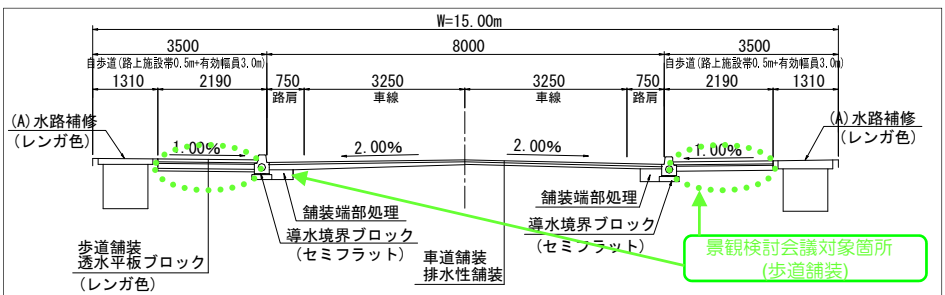 W=15.00m
3500
8000
3500
自歩道(路上施設帯0.5m+有効幅員3.0m)
自歩道(路上施設帯0.5m+有効幅員3.0m)
1310
2190
750
3250
3250
750
2190
1310
路肩
車線
車線
路肩
(A)水路補修
(レンガ色)
(A)水路補修
(レンガ色)
1.00%
2.00%
2.00%
1.00%
舗装端部処理
導水境界ブロック
(セミフラット)
舗装端部処理
導水境界ブロック
(セミフラット)
歩道舗装
透水平板ブロック
(レンガ色)
車道舗装
排水性舗装
景観検討会議対象箇所
(歩道舗装)